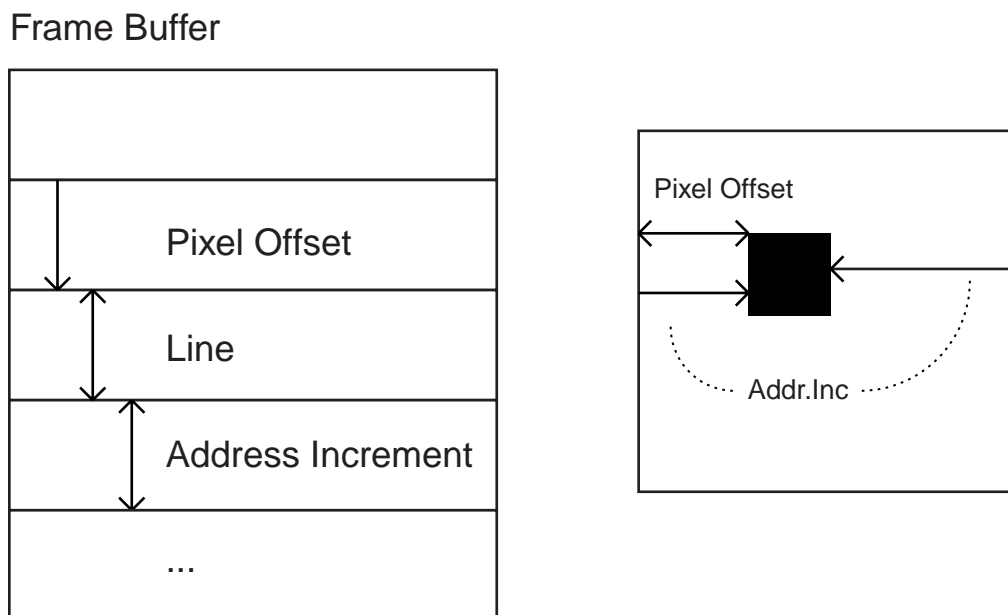 Frame Buffer
Pixel Offset
Line
Address Increment
...
Pixel Offset
Addr.Inc